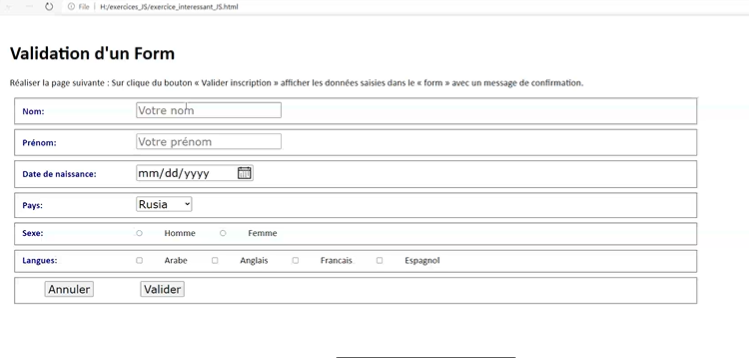 File H:/exercices_JS/exercice_interessant_JS.html
Validation d'un Form
Réaliser la page suivante : Sur clique du bouton « Valider inscription » afficher les données saisies dans le « form » avec un message de confirmation.
Nom: Votre nom
Prénom: Votre prénom
Date de naissance: mm/dd/yyyy
Pays: Rusia
Sexe: Homme Femme
Langues: Arabe Anglais Francais Espagnol
Annuler Valider